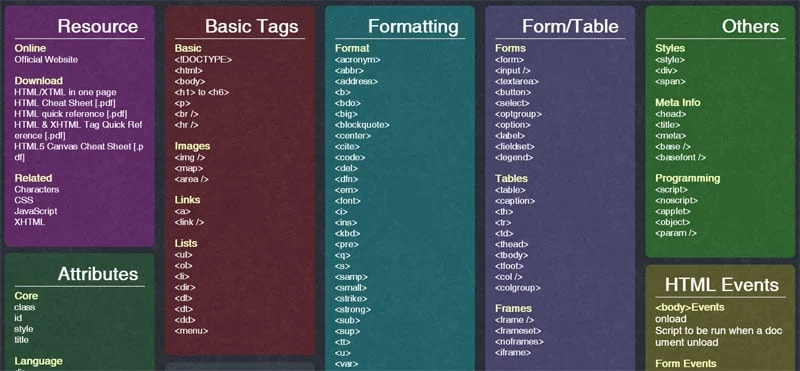 Resource
Online
Official Website
Download
HTML/XTML in one page
HTML Cheat Sheet [.pdf]
HTML quick reference [.pdf]
HTML & XHTML Tag Quick Ref
erence [.pdf]
HTML5 Canvas Cheat Sheet [.p
df]
Related
Characters
CSS
JavaScript
XHTML
Attributes
Core
class
id
style
title
Language
Basic Tags
Basic
<!DOCTYPE>
<html>
<body>
<h1> to <h6>
<p>
<br />
<hr />
Images
<img />
<map>
<area />
Links
<a>
<link />
Lists
<ul>
<ol>
<li>
<dir>
<dl>
<dt>
<dd>
<menu>
Formatting
Format
<acronym>
<abbr>
<address>
<b>
<bdo>
<big>
<blockquote>
<center>
<cite>
<code>
<del>
<dfn>
<em>
<font>
<i>
<ins>
<kbd>
<pre>
<q>
<s>
<samp>
<small>
<strike>
<strong>
<sub>
<sup>
<tt>
<u>
<var>
Form/Table
Forms
<form>
<input />
<textarea>
<button>
<select>
<optgroup>
<option>
<label>
<fieldset>
<legend>
Tables
<table>
<caption>
<th>
<tr>
<td>
<thead>
<tbody>
<tfoot>
<col />
<colgroup>
Frames
<frame />
<frameset>
<noframes>
<iframe>
Others
Styles
<style>
<div>
<span>
Meta Info
<head>
<title>
<meta>
<base />
<basefont />
Programming
<script>
<noscript>
<applet>
<object>
<param />
HTML Events
<body>Events
onload
Script to be run when a doc
ument unload
Form Events